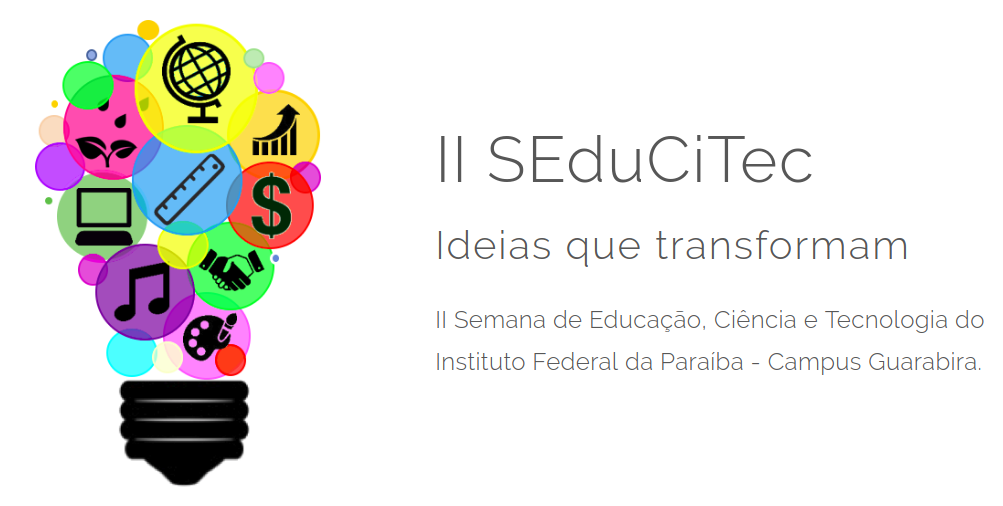 II SEduCiTec
Ideias que transformam
II Semana de Educação, Ciência e Tecnologia do
Instituto Federal da Paraíba - Campus Guarabira.
$